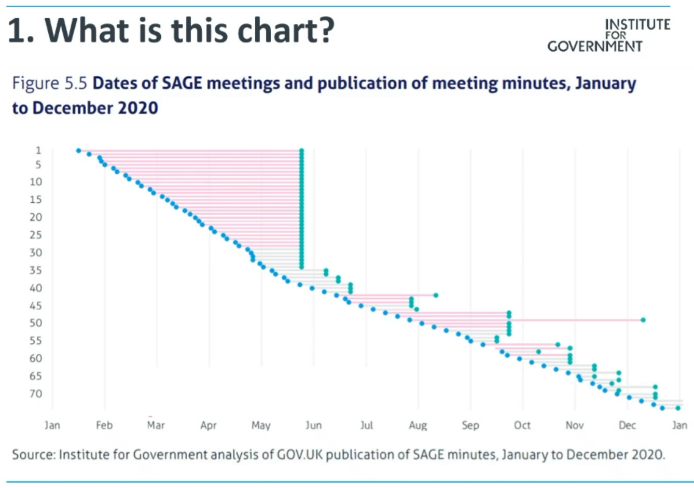 1. What is this chart?
INSTITUTE
FOR
GOVERNMENT
Figure 5.5 Dates of SAGE meetings and publication of meeting minutes, January
to December 2020
1
5
10
15
20
25
30
35
40
45
50
55
60
65
70
Jan Feb Mar Apr May Jun Jul Aug Sep Oct Nov Dec Jan
Source: Institute for Government analysis of GOV.UK publication of SAGE minutes, January to December 2020.